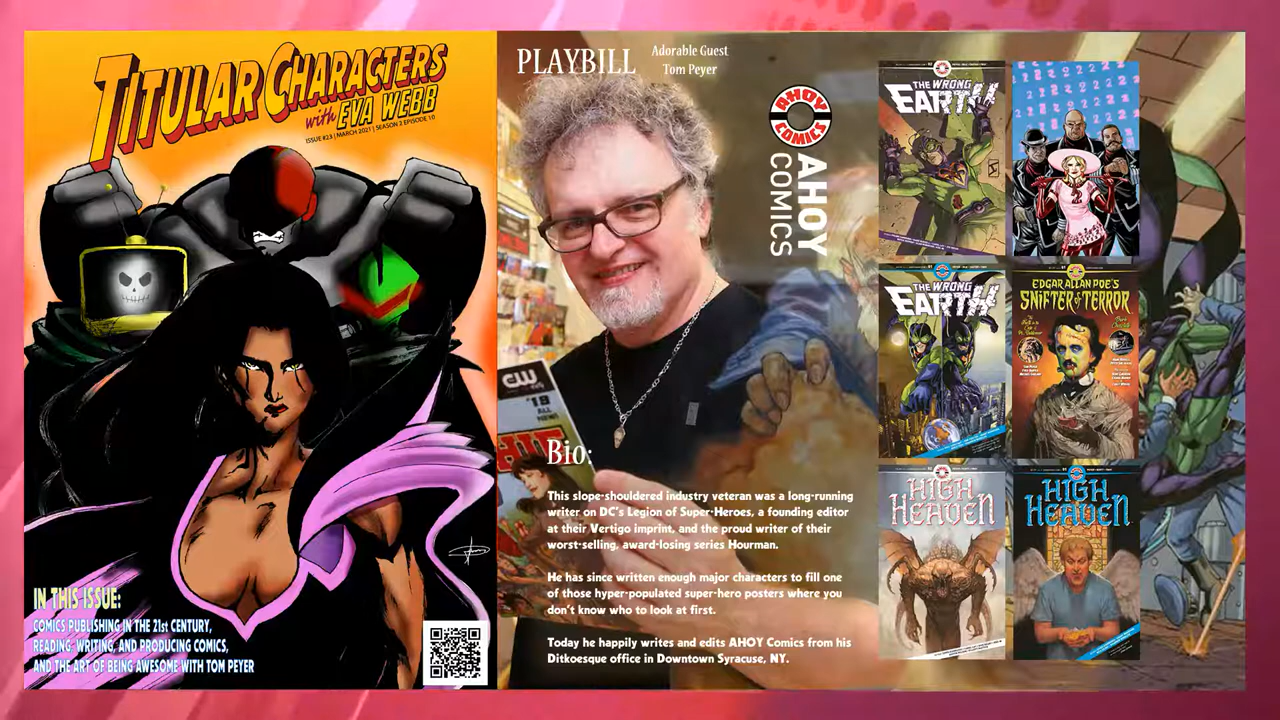 TITULAR CHARACTERS
with EVA WEBB
ISSUE #23 | MARCH 2021 | SEASON 2 EPISODE 10
IN THIS ISSUE:
COMICS PUBLISHING IN THE 21st CENTURY,
READING, WRITING, AND PRODUCING COMICS,
AND THE ART OF BEING AWESOME WITH TOM PEYER
PLAYBILL
Adorable Guest
Tom Peyer
AHOY
COMICS
AHOY
COMICS
CW
#19
ALL
NEW!
Bio:
This slope-shouldered industry veteran was a long-running
writer on DC's Legion of Super-Heroes, a founding editor
at their Vertigo imprint, and the proud writer of their
worst-selling, award-losing series Hourman.
He has since written enough major characters to fill one
of those hyper-populated super-hero posters where you
don't know who to look at first.
Today he happily writes and edits AHOY Comics from his
Ditkoesque office in Downtown Syracuse, NY.
THE WRONG
EARTH
THE WRONG
EARTH
EDGAR ALLAN POE'S
SNIFTER of TERROR
HIGH
HEAVEN
HIGH
HEAVEN